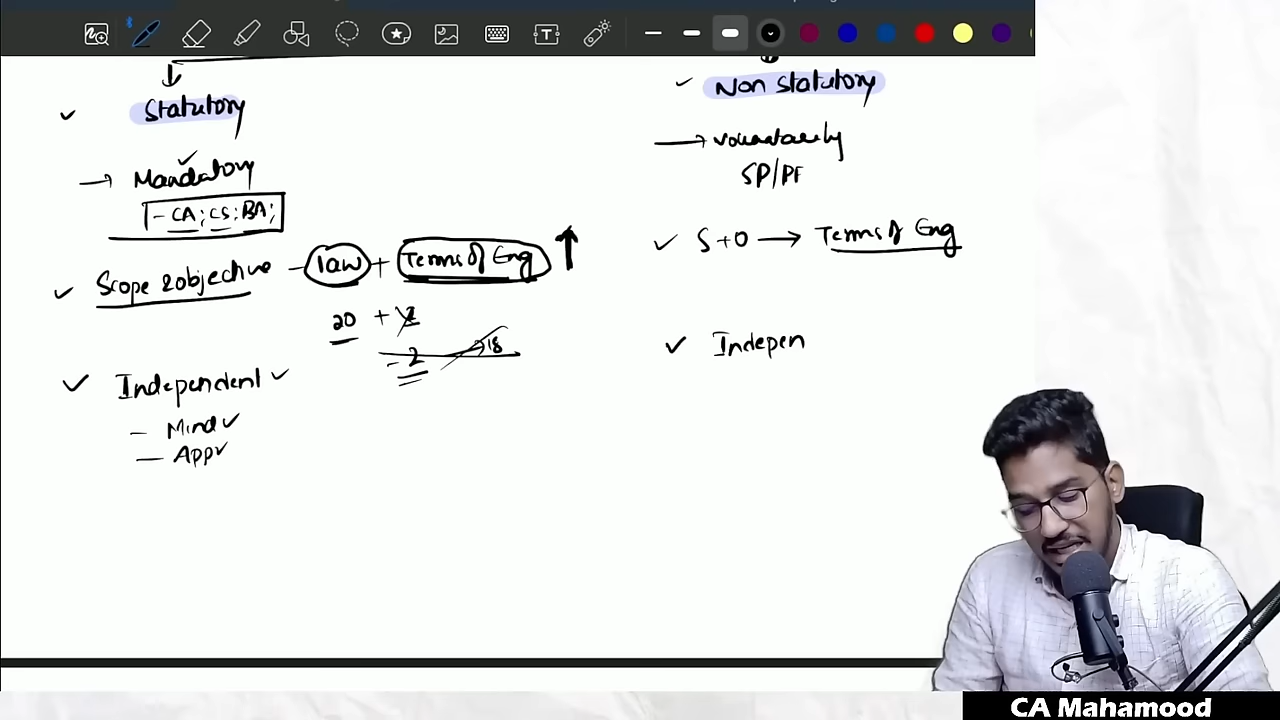 Statutory
→ Mandatory
- CA; CS; BA;
Scope & objective - law + Terms of Eng ↑
20 + 2
- 2 → 18
✓ Independent ✓
- Mind ✓
- App ✓
✓ Non Statutory
→ voluntarily
SP/PF
✓ S+O → Terms of Eng
✓ Indepen
CA Mahamood